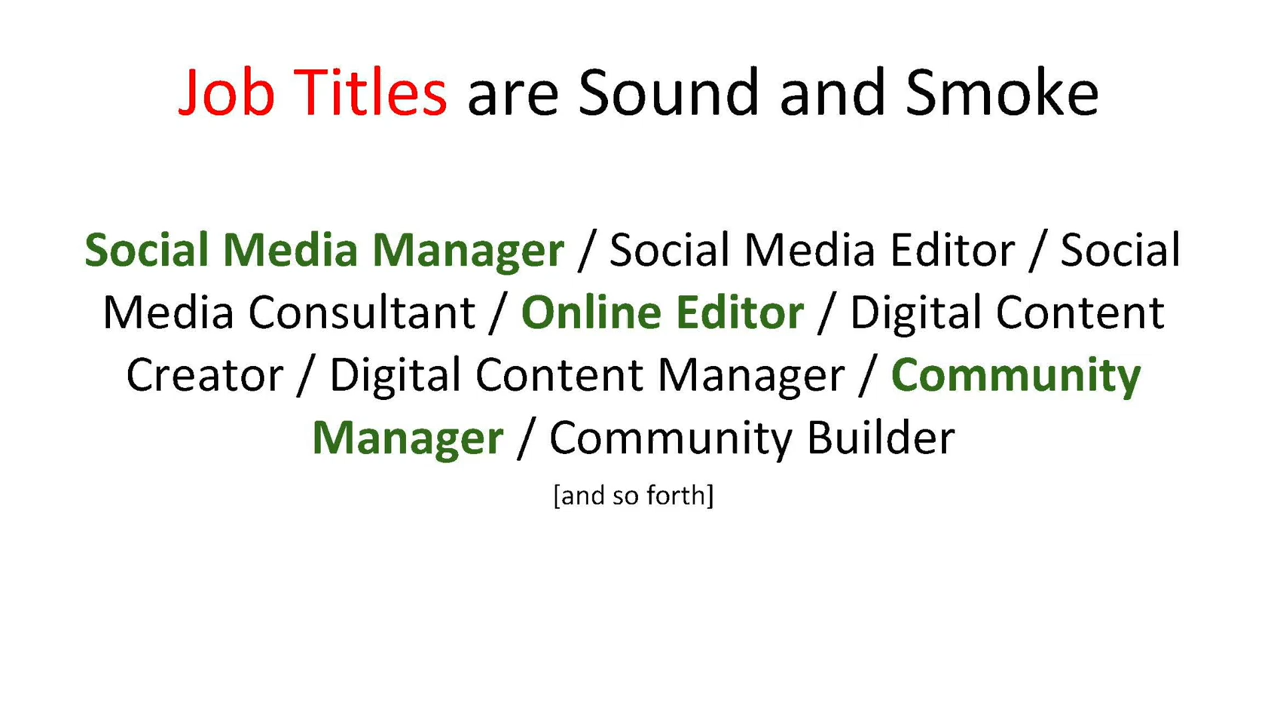 Job Titles are Sound and Smoke
Social Media Manager / Social Media Editor / Social
Media Consultant / Online Editor / Digital Content
Creator / Digital Content Manager / Community
Manager / Community Builder
[and so forth]